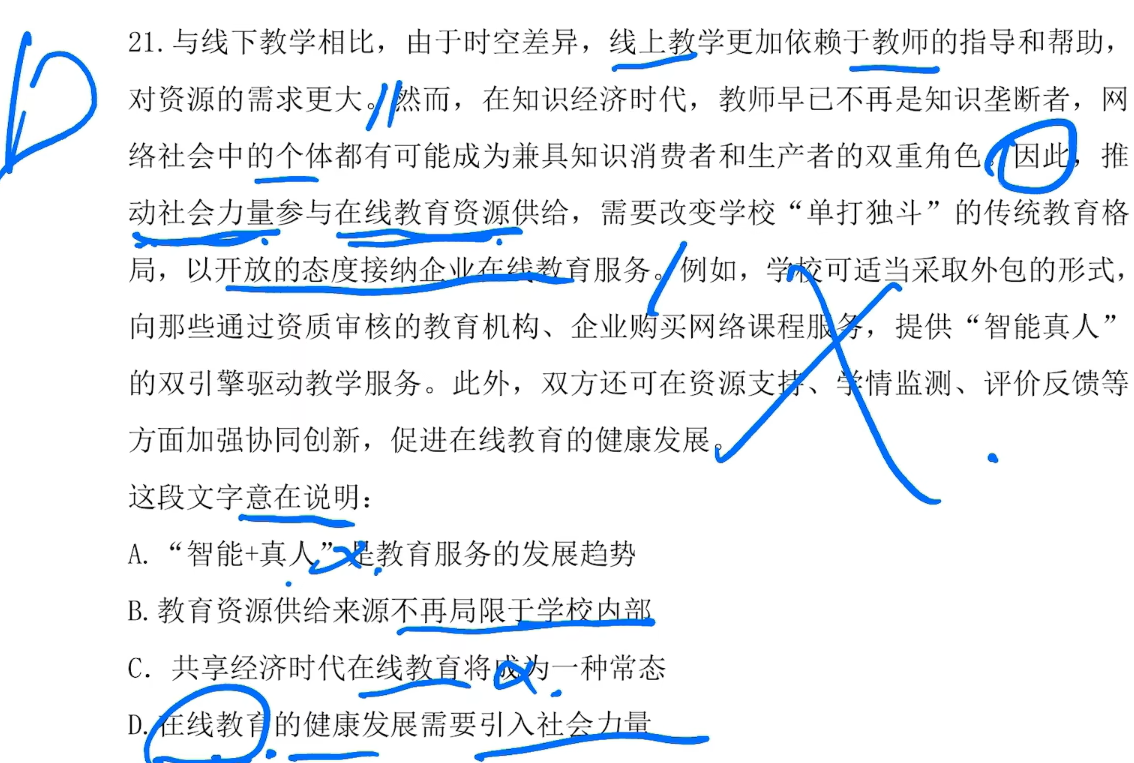 21.与线下教学相比，由于时空差异，线上教学更加依赖于教师的指导和帮助，
对资源的需求更大。然而，在知识经济时代，教师早已不再是知识垄断者，网
络社会中的个体都有可能成为兼具知识消费者和生产者的双重角色。因此，推
动社会力量参与在线教育资源供给，需要改变学校“单打独斗”的传统教育格
局，以开放的态度接纳企业在线教育服务。例如，学校可适当采取外包的形式，
向那些通过资质审核的教育机构、企业购买网络课程服务，提供“智能真人”
的双引擎驱动教学服务。此外，双方还可在资源支持、学情监测、评价反馈等
方面加强协同创新，促进在线教育的健康发展。
这段文字意在说明：
A.“智能+真人”是教育服务的发展趋势
B.教育资源供给来源不再局限于学校内部
C. 共享经济时代在线教育将成为一种常态
D.在线教育的健康发展需要引入社会力量
D